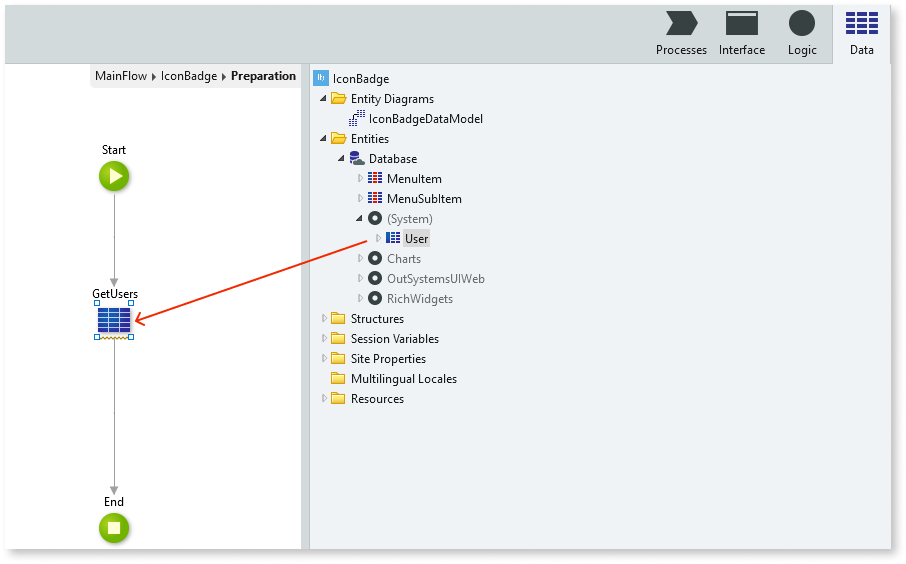 Processes
Interface
Logic
Data
MainFlow IconBadge Preparation
Start
GetUsers
End
IconBadge
Entity Diagrams
IconBadgeDataModel
Entities
Database
MenuItem
MenuSubItem
(System)
User
Charts
OutSystemsUIWeb
RichWidgets
Structures
Session Variables
Site Properties
Multilingual Locales
Resources